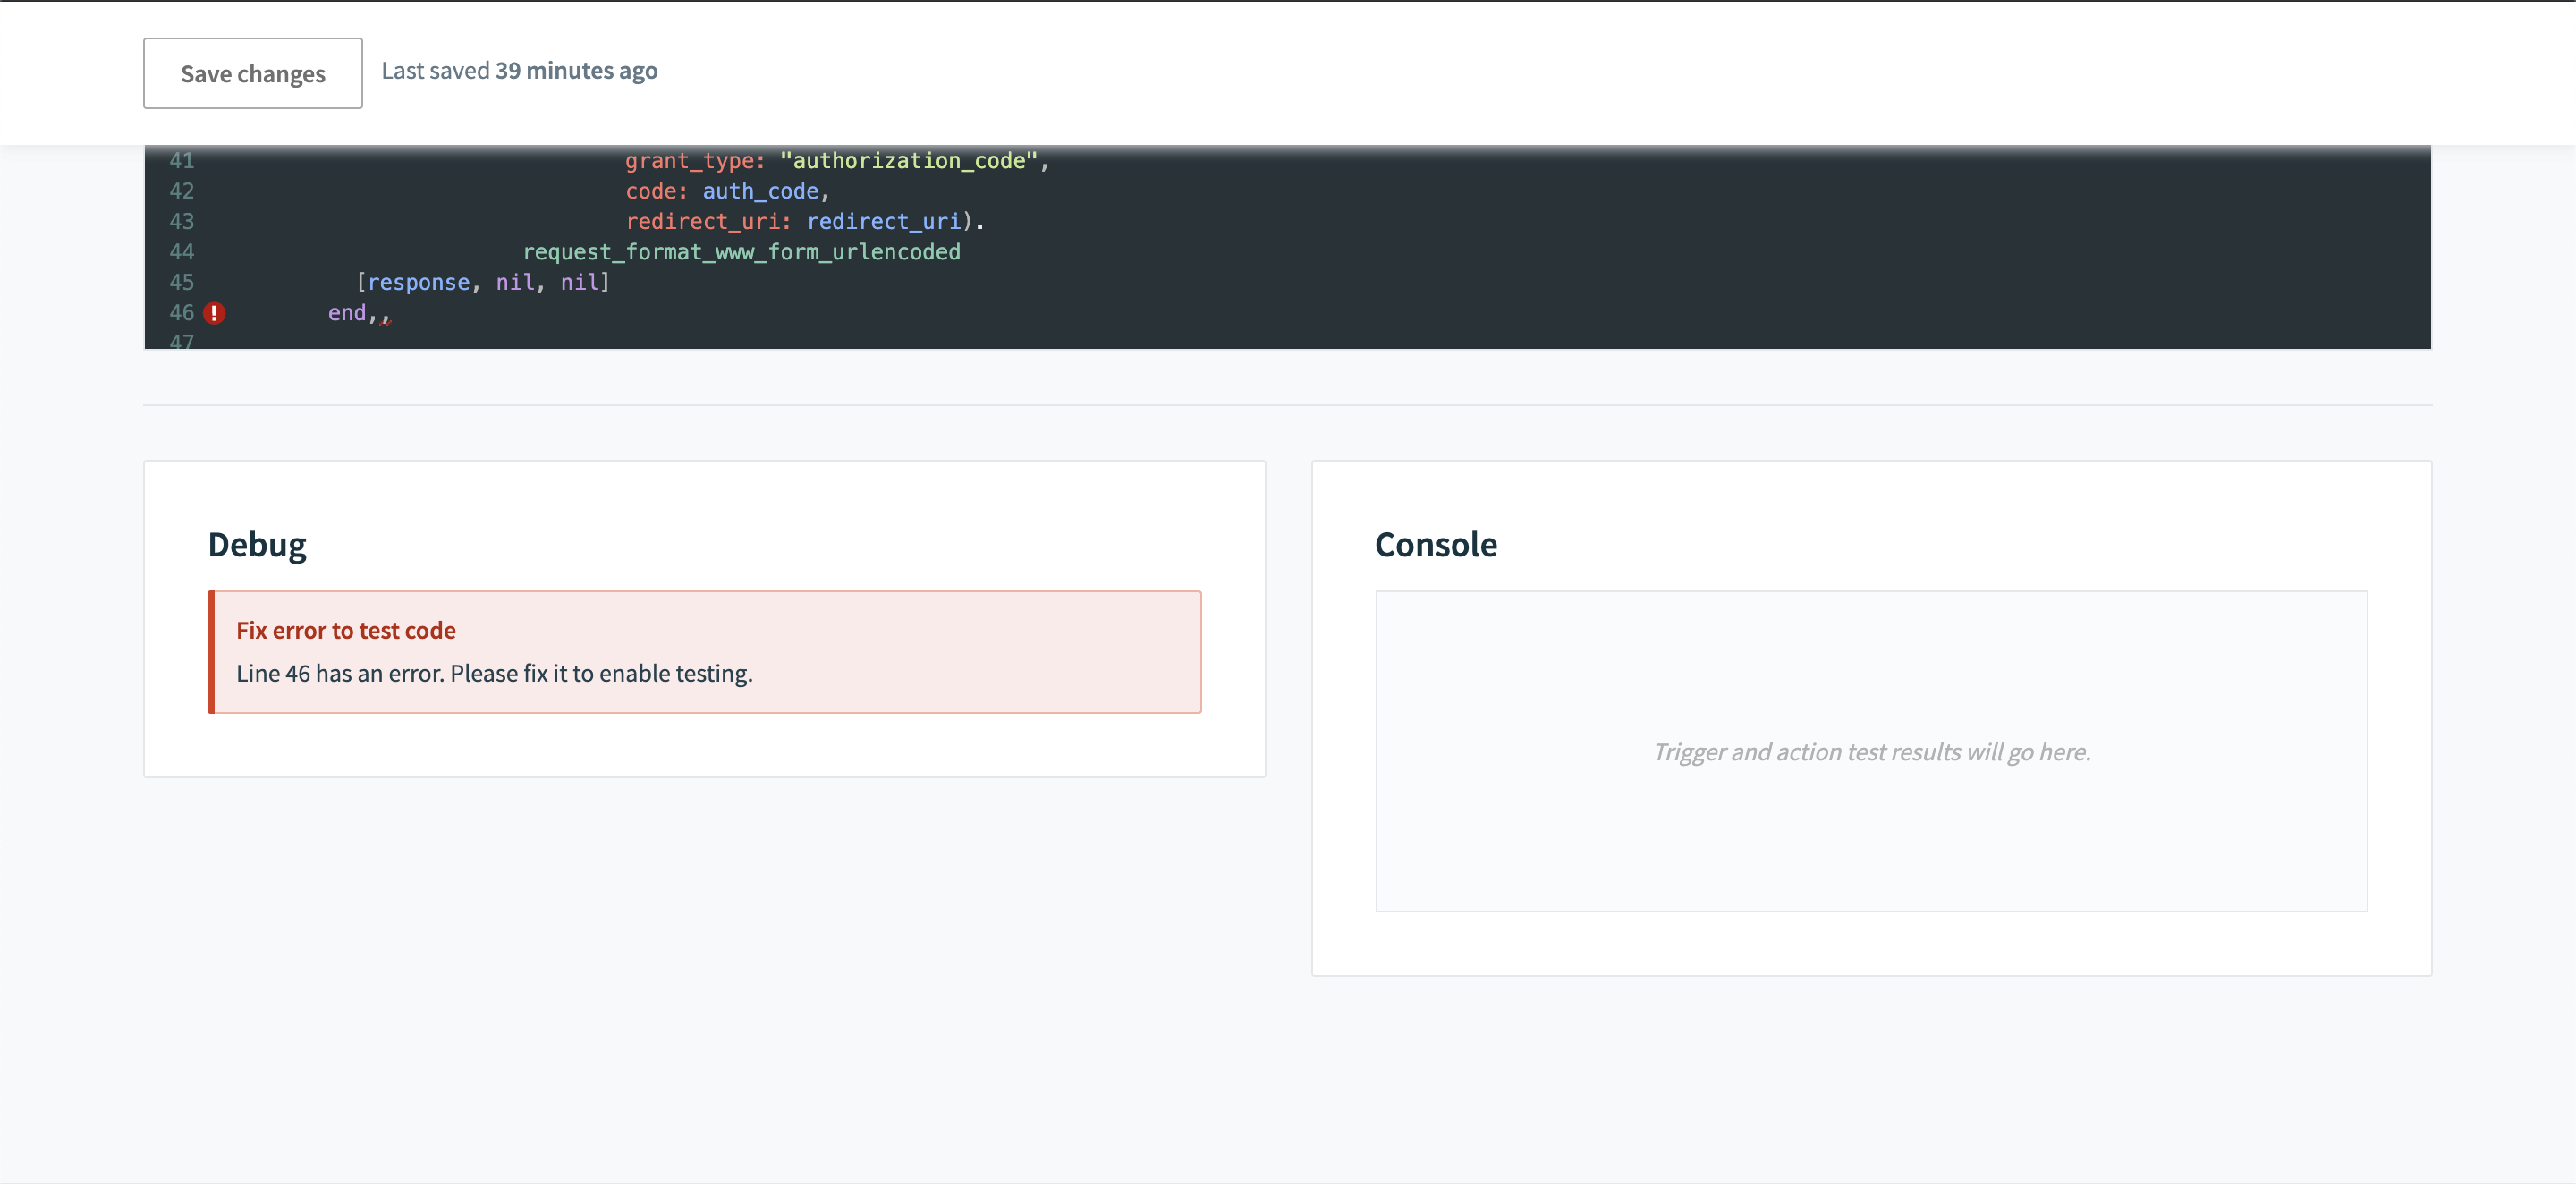 Save changes
Last saved 39 minutes ago
41 grant_type: "authorization_code",
42 code: auth_code,
43 redirect_uri: redirect_uri).
44 request_format_www_form_urlencoded
45 [response, nil, nil]
46 ! end,,
47
Debug
Fix error to test code
Line 46 has an error. Please fix it to enable testing.
Console
Trigger and action test results will go here.